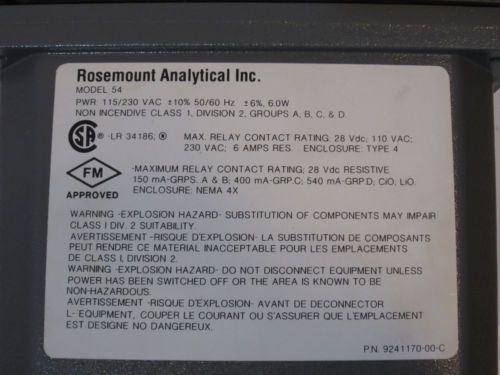 Rosemount Analytical Inc.
MODEL 54
PWR: 115/230 VAC ±10% 50/60 Hz ±6%, 6.0W
NON INCENDIVE CLASS 1, DIVISION 2, GROUPS A, B, C, & D.
SA ® -LR 34186; ® MAX. RELAY CONTACT RATING: 28 Vdc; 110 VAC;
230 VAC; 6 AMPS RES. ENCLOSURE: TYPE 4
FM
APPROVED
-MAXIMUM RELAY CONTACT RATING; 28 Vdc RESISTIVE
150 mA-GRPS. A & B; 400 mA-GRP.C; 540 mA-GRP.D; CiO; LiO.
ENCLOSURE: NEMA 4X
WARNING -EXPLOSION HAZARD- SUBSTITUTION OF COMPONENTS MAY IMPAIR
CLASS I DIV. 2 SUITABILITY.
AVERTISSEMENT -RISQUE D'EXPLOSION- LA SUBSTITUTION DE COMPOSANTS
PEUT RENDRE CE MATERIAL INACCEPTABLE POUR LES EMPLACEMENTS
DE CLASS I, DIVISION 2.
WARNING -EXPLOSION HAZARD- DO NOT DISCONNECT EQUIPMENT UNLESS
POWER HAS BEEN SWITCHED OFF OR THE AREA IS KNOWN TO BE
NON-HAZARDOUS.
AVERTISSEMENT -RISQUE D'EXPLOSION- AVANT DE DECONNECTOR
L- EQUIPMENT, COUPER LE COURANT OU S'ASSURER QUE L'EMPLACEMENT
EST DESIGNE NO DANGEREUX.
P.N. 9241170-00-C